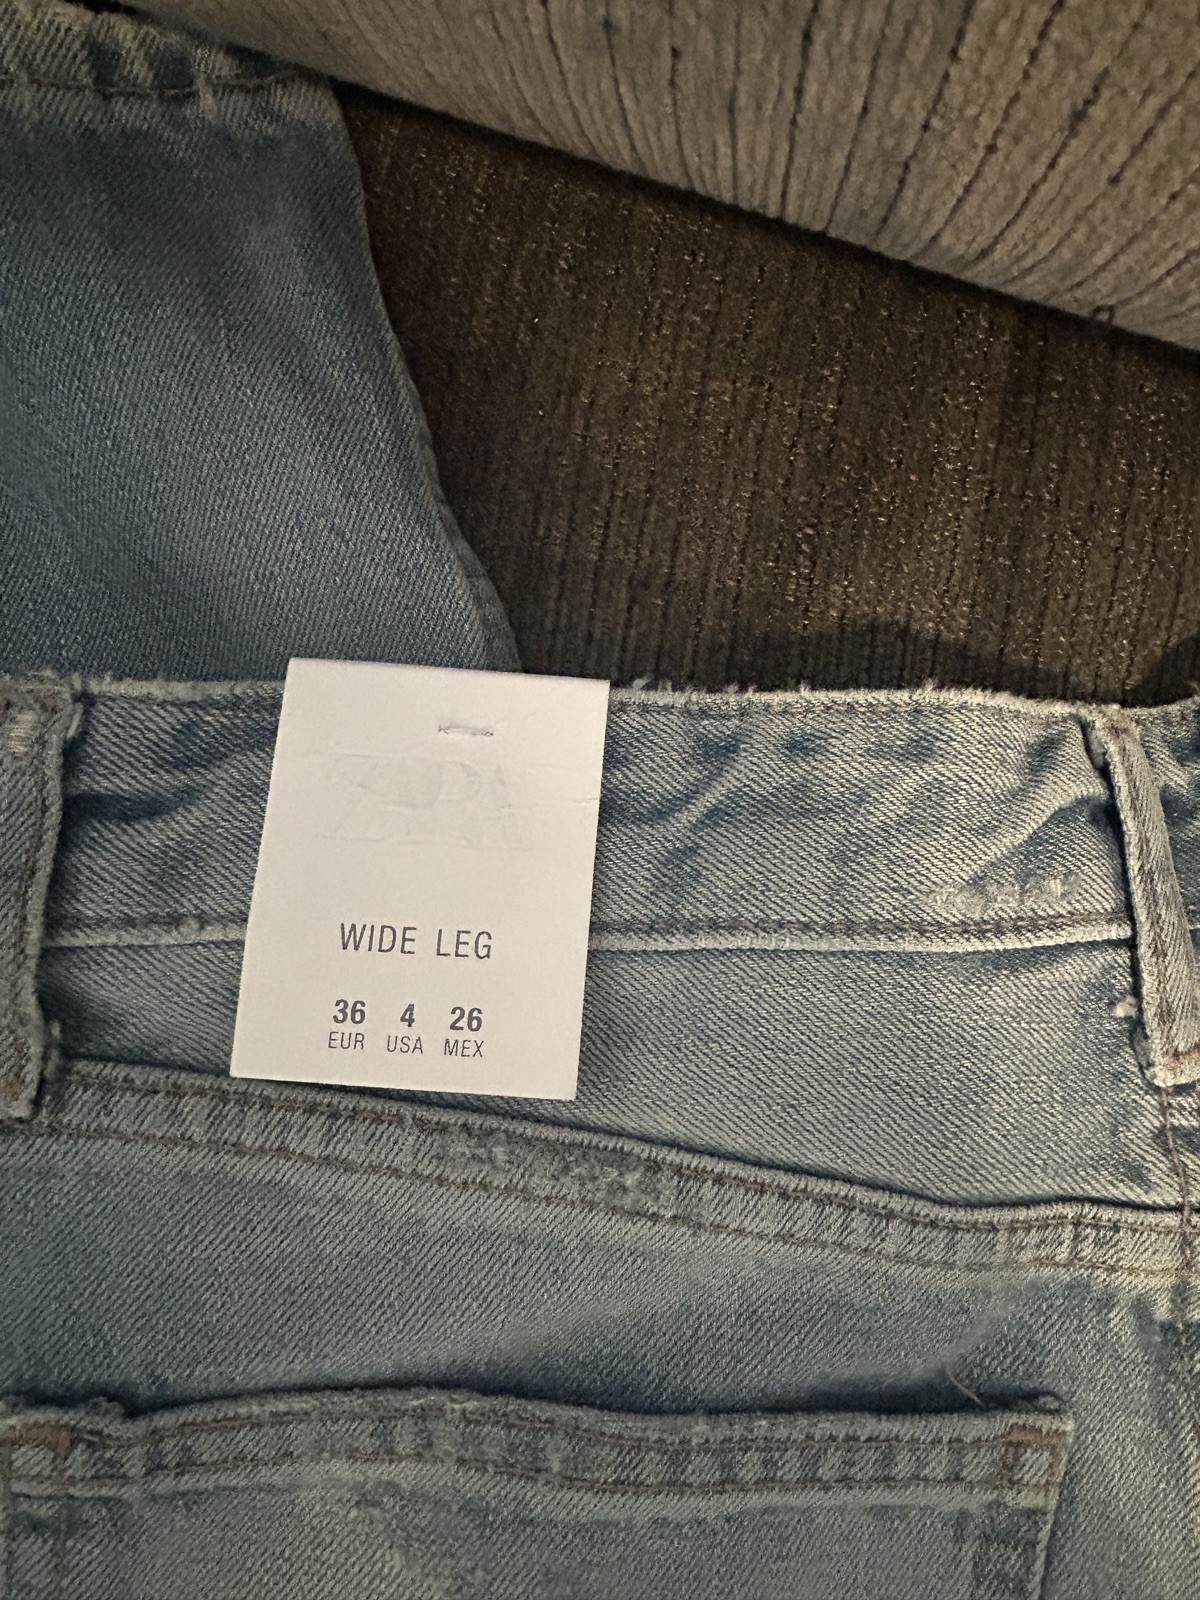 WIDE LEG
36 4 26
EUR USA MEX